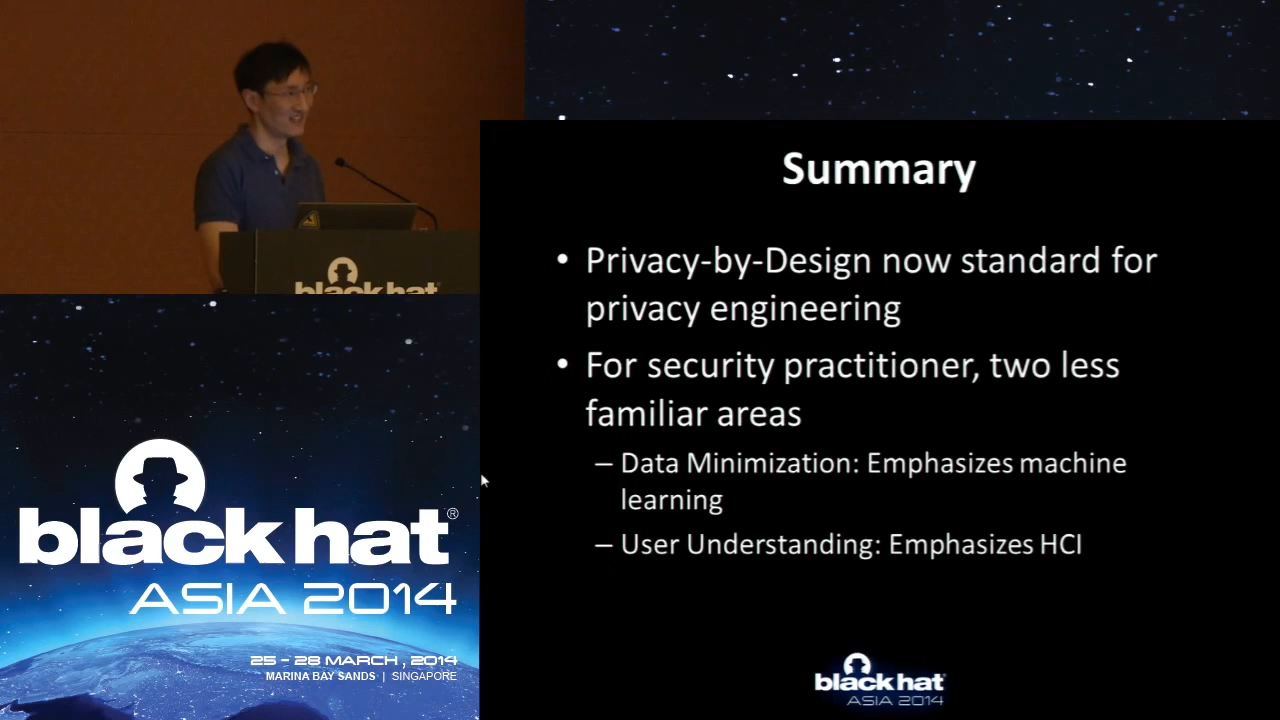 Summary
• Privacy-by-Design now standard for
privacy engineering
• For security practitioner, two less
familiar areas
– Data Minimization: Emphasizes machine
learning
– User Understanding: Emphasizes HCI
black hat
ASIA 2014
black hat
black hat®
ASIA 2014
25 – 28 MARCH , 2014
MARINA BAY SANDS | SINGAPORE